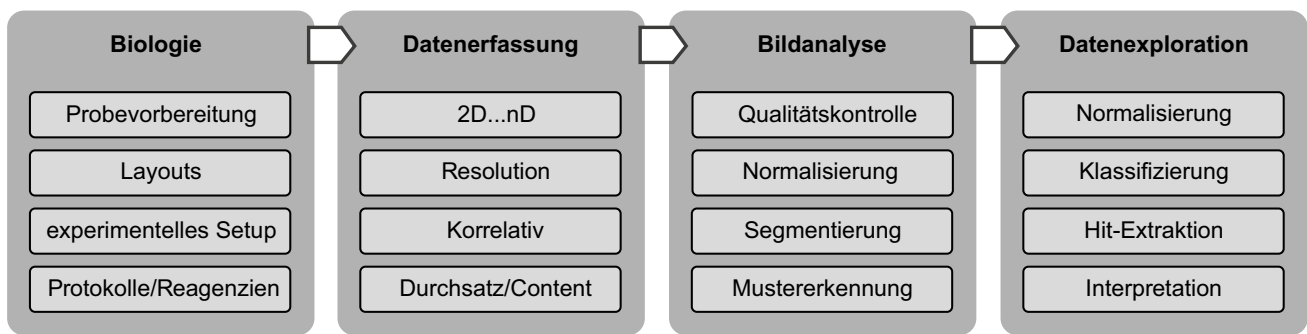 Biologie
Probevorbereitung
Layouts
experimentelles Setup
Protokolle/Reagenzien
Datenerfassung
2D...nD
Resolution
Korrelativ
Durchsatz/Content
Bildanalyse
Qualitätskontrolle
Normalisierung
Segmentierung
Mustererkennung
Datenexploration
Normalisierung
Klassifizierung
Hit-Extraktion
Interpretation